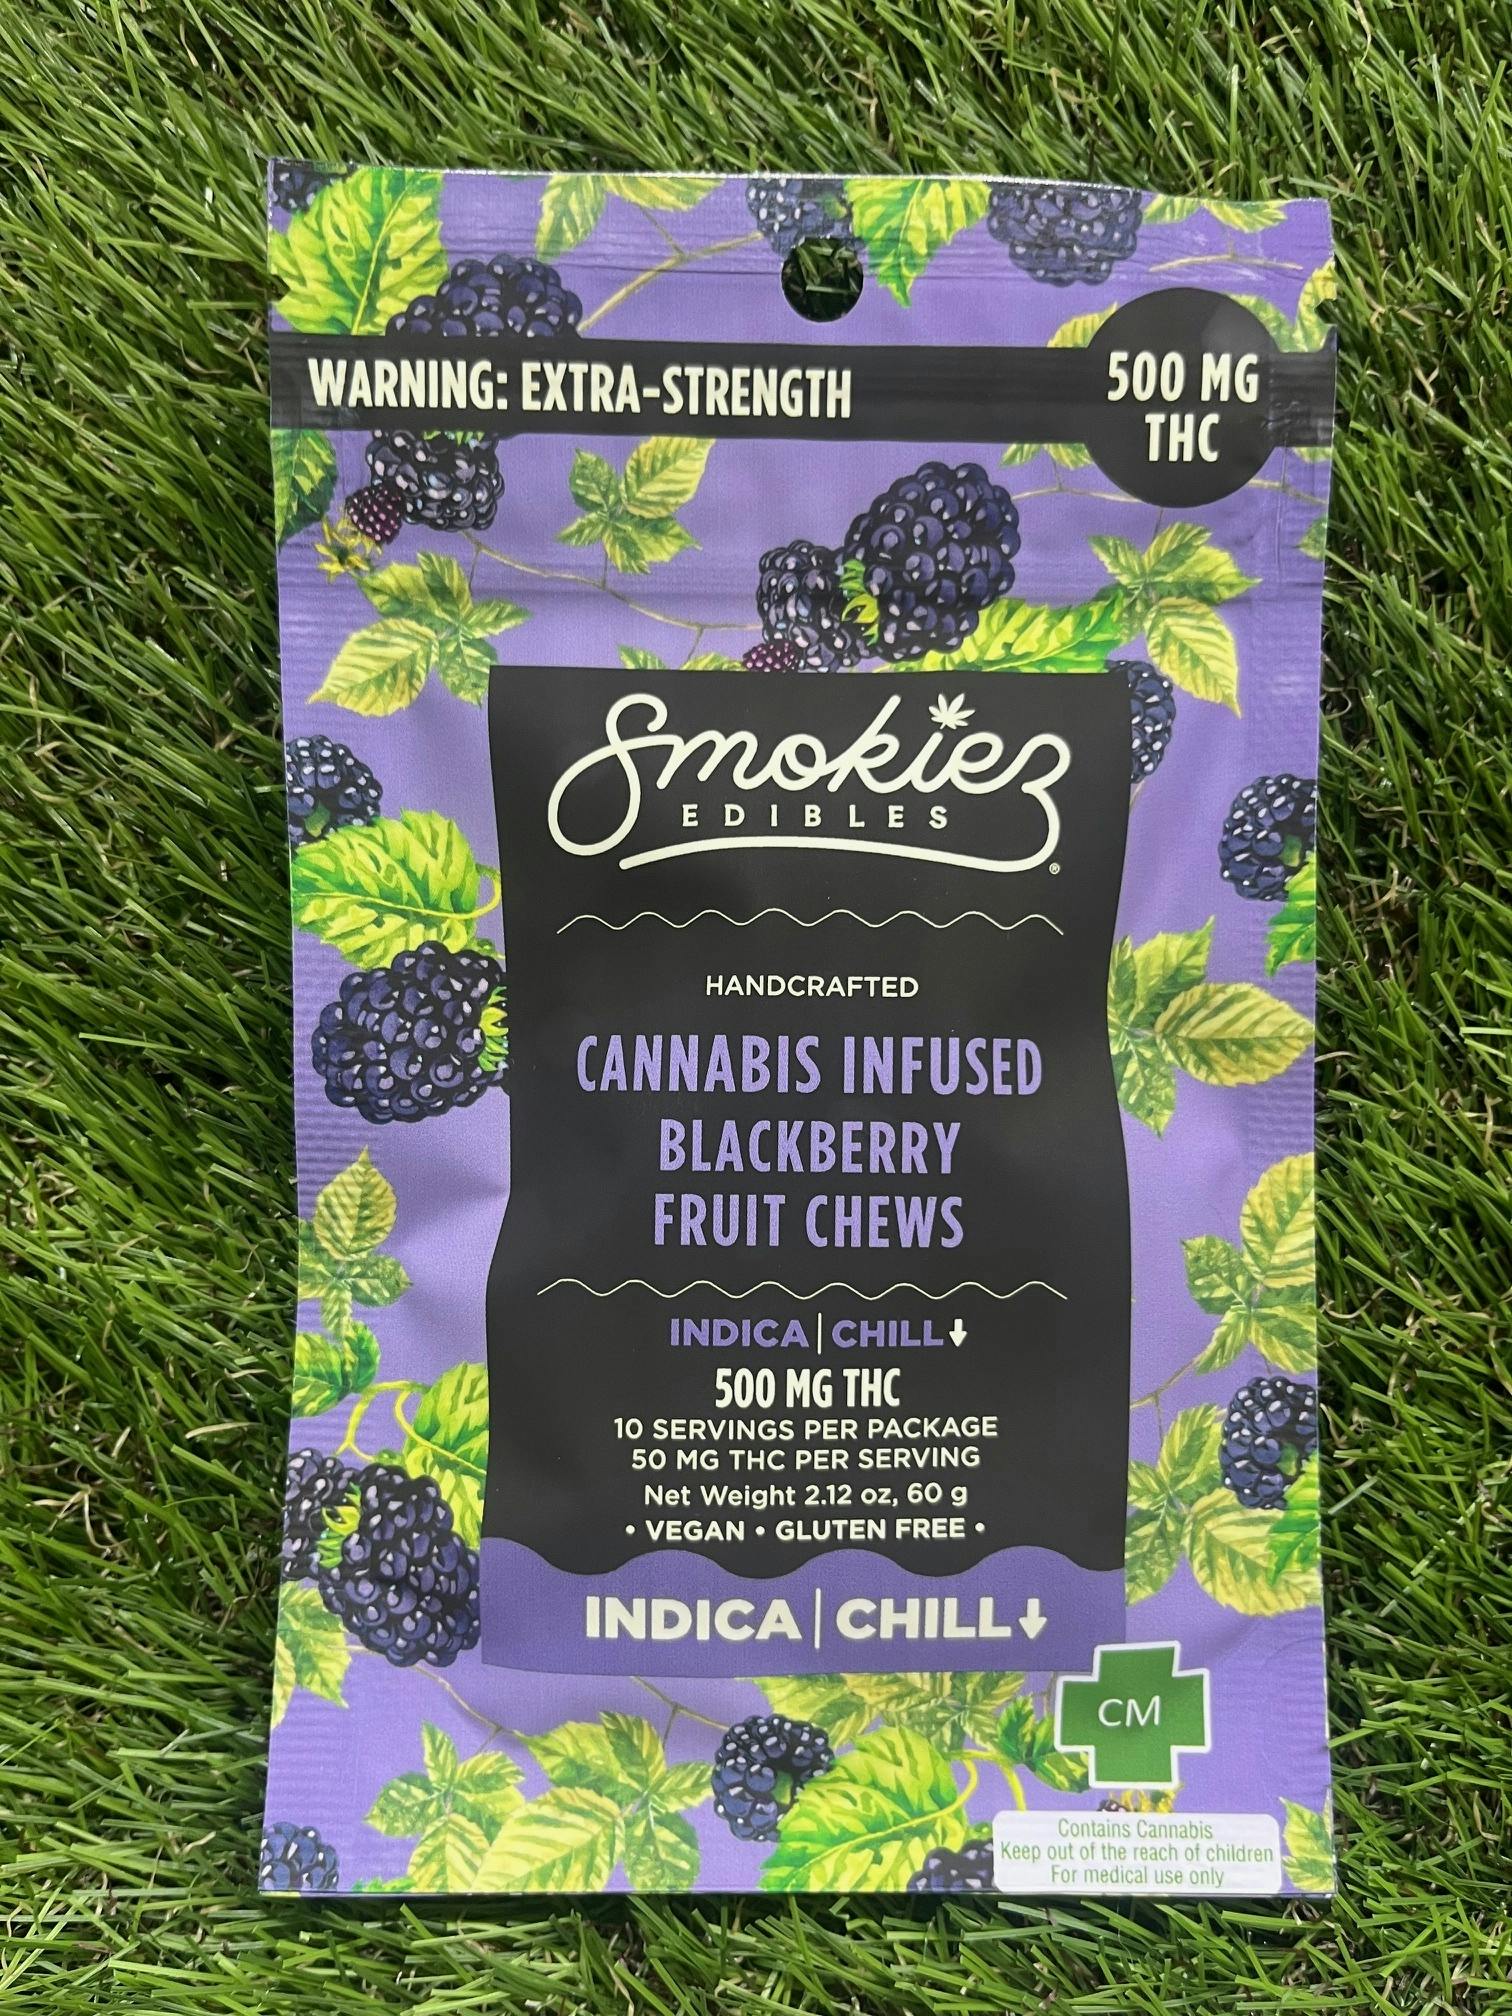 WARNING: EXTRA-STRENGTH
500 MG
THC
Smokiez
EDIBLES
®
HANDCRAFTED
CANNABIS INFUSED
BLACKBERRY
FRUIT CHEWS
INDICA | CHILL↓
500 MG THC
10 SERVINGS PER PACKAGE
50 MG THC PER SERVING
Net Weight 2.12 oz, 60 g
• VEGAN • GLUTEN FREE •
INDICA | CHILL↓
CM
Contains Cannabis
Keep out of the reach of children
For medical use only